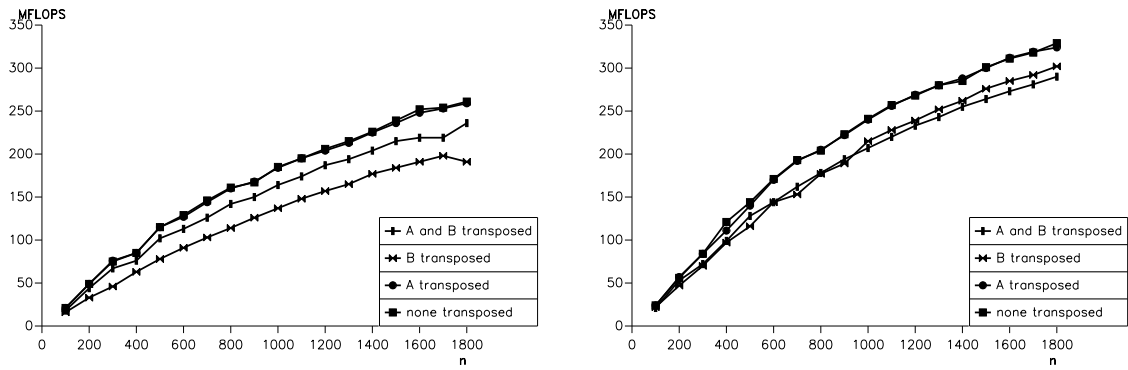 MFLOPS
350
300
250
200
150
100
50
0
A and B transposed
B transposed
A transposed
none transposed
0 200 400 600 800 1000 1200 1400 1600 1800
n
MFLOPS
350
300
250
200
150
100
50
0
A and B transposed
B transposed
A transposed
none transposed
0 200 400 600 800 1000 1200 1400 1600 1800
n